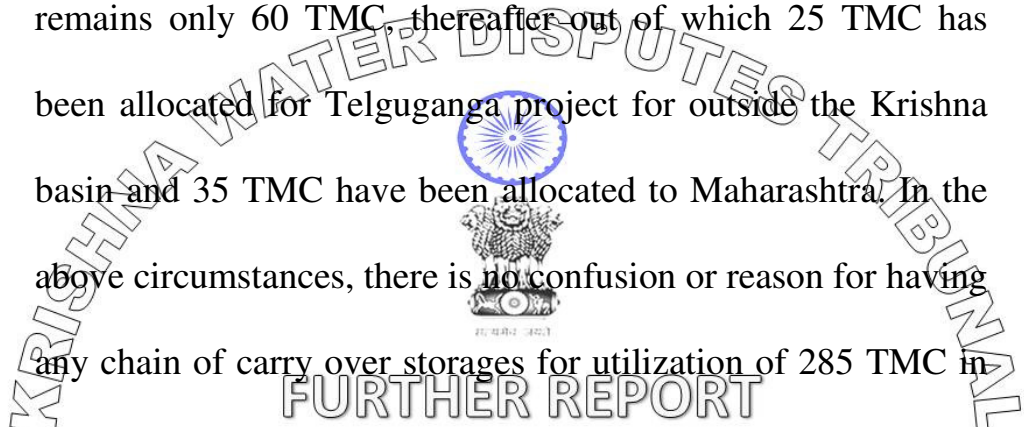 remains only 60 TMC, thereafter out of which 25 TMC has
been allocated for Telguganga project for outside the Krishna
basin and 35 TMC have been allocated to Maharashtra. In the
above circumstances, there is no confusion or reason for having
any chain of carry over storages for utilization of 285 TMC in
KRISHNA WATER DISPUTES TRIBUNAL
सत्यमेव जयते
FURTHER REPORT